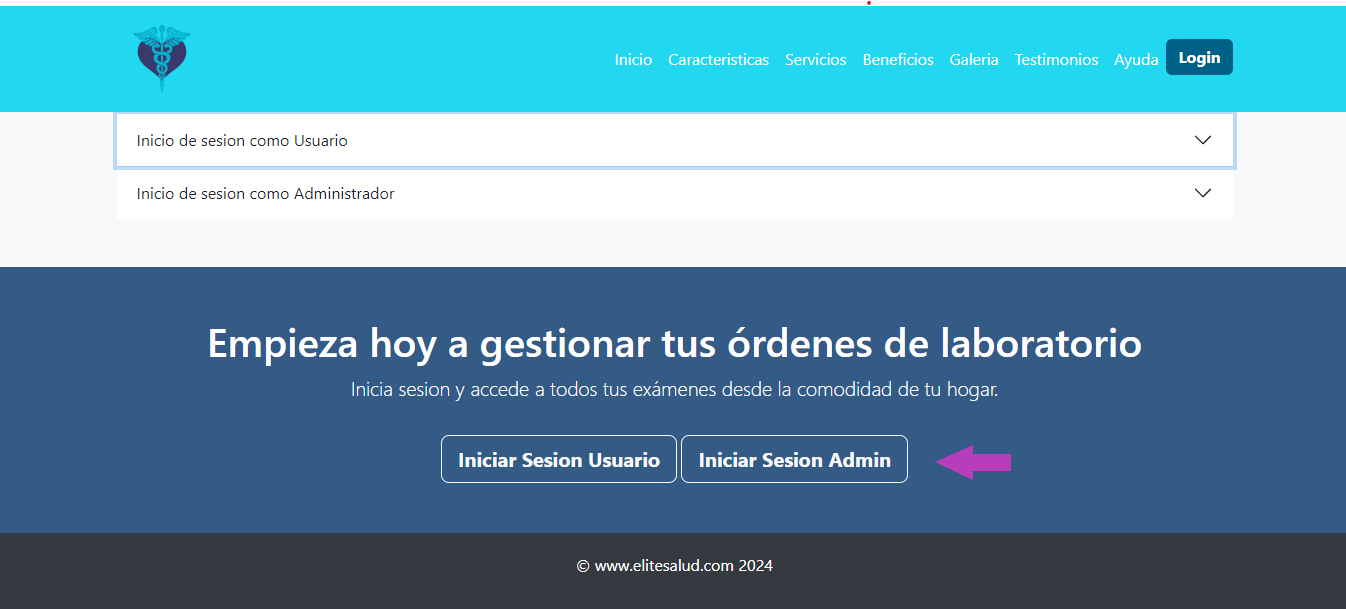 Inicio Caracteristicas Servicios Beneficios Galeria Testimonios Ayuda Login
Inicio de sesion como Usuario
Inicio de sesion como Administrador
Empieza hoy a gestionar tus órdenes de laboratorio
Inicia sesion y accede a todos tus exámenes desde la comodidad de tu hogar.
Iniciar Sesion Usuario Iniciar Sesion Admin
© www.elitesalud.com 2024